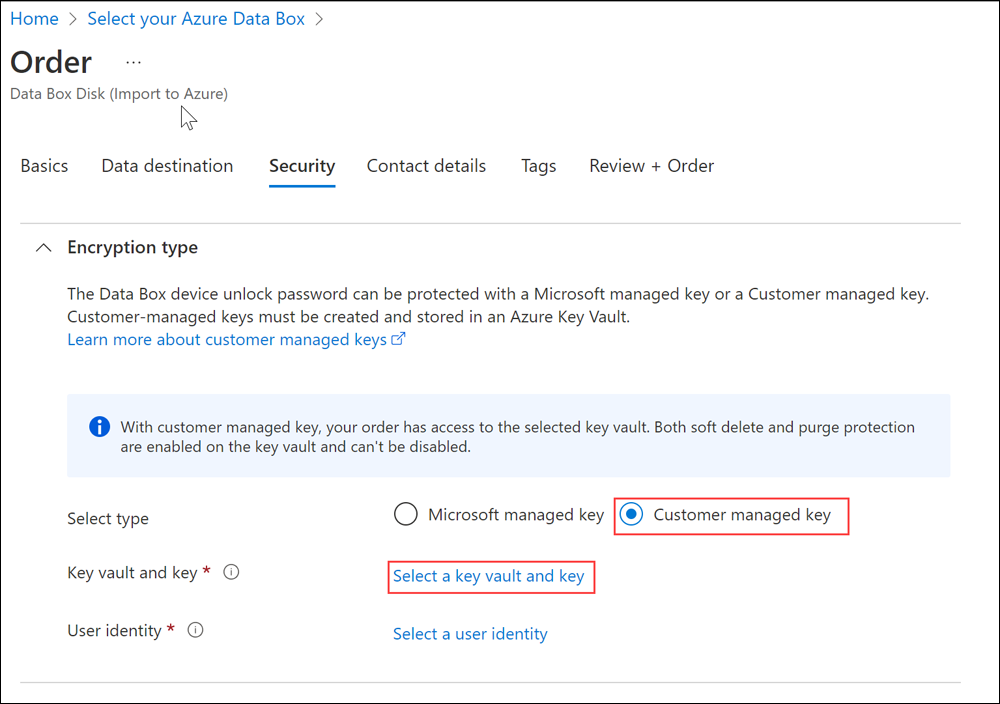 Home > Select your Azure Data Box >
Order ...
Data Box Disk (Import to Azure)
Basics Data destination Security Contact details Tags Review + Order
Encryption type
The Data Box device unlock password can be protected with a Microsoft managed key or a Customer managed key.
Customer-managed keys must be created and stored in an Azure Key Vault.
Learn more about customer managed keys
With customer managed key, your order has access to the selected key vault. Both soft delete and purge protection
are enabled on the key vault and can't be disabled.
Select type Microsoft managed key Customer managed key
Key vault and key * Select a key vault and key
User identity * Select a user identity